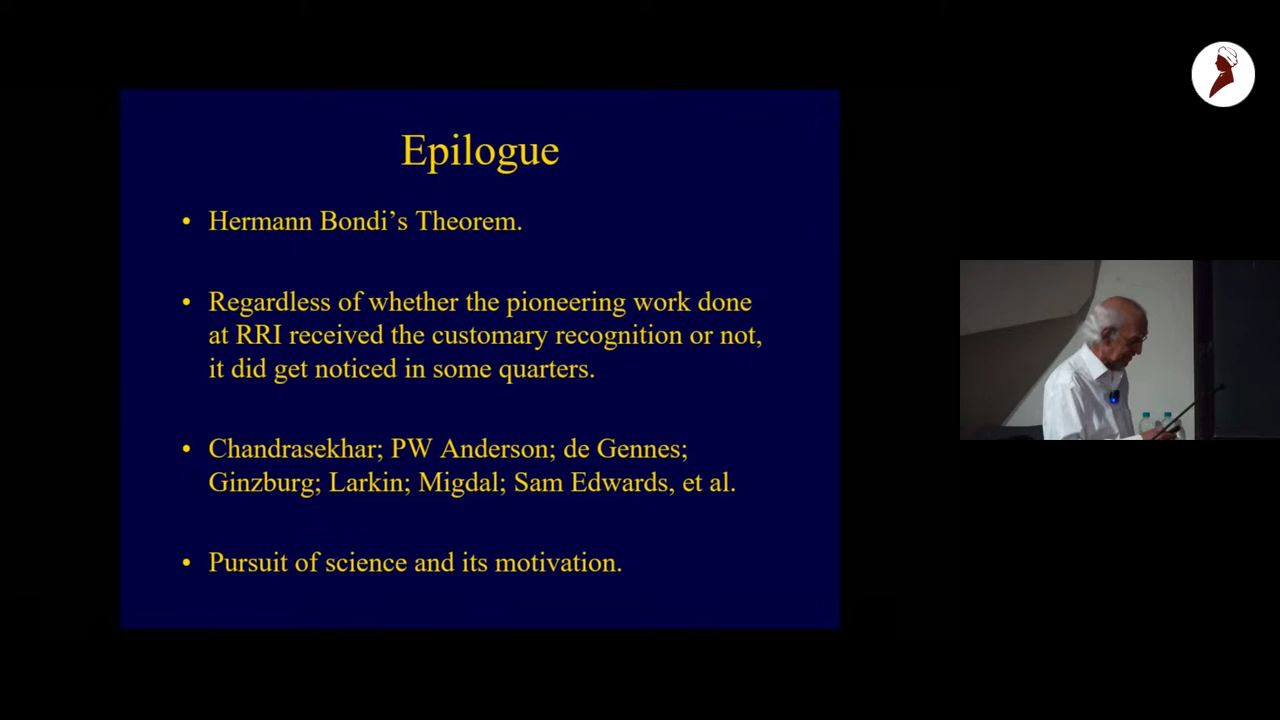 Epilogue
• Hermann Bondi’s Theorem.
• Regardless of whether the pioneering work done
at RRI received the customary recognition or not,
it did get noticed in some quarters.
• Chandrasekhar; PW Anderson; de Gennes;
Ginzburg; Larkin; Migdal; Sam Edwards, et al.
• Pursuit of science and its motivation.